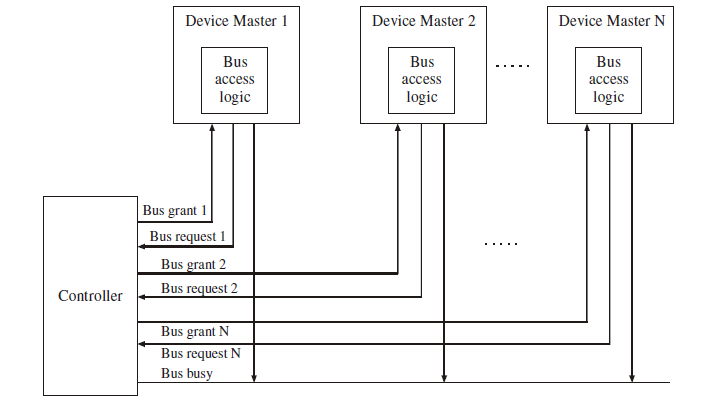 Device Master 1
Device Master 2
Device Master N
Bus
access
logic
Bus
access
logic
.....
Bus
access
logic
Bus grant 1
Bus request 1
.....
Bus grant 2
Bus request 2
Controller
Bus grant N
Bus request N
Bus busy